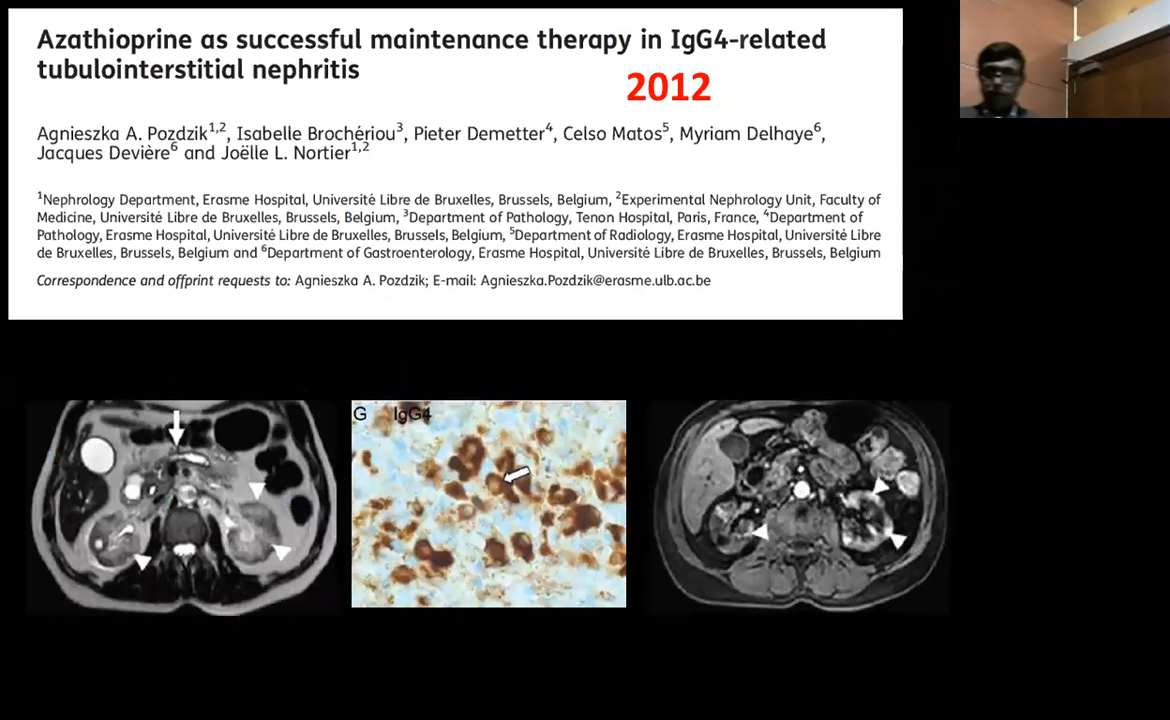 Azathioprine as successful maintenance therapy in IgG4-related
tubulointerstitial nephritis
2012
Agnieszka A. Pozdzik1,2, Isabelle Brochériou3, Pieter Demetter4, Celso Matos5, Myriam Delhaye6,
Jacques Devière6 and Joëlle L. Nortier1,2
1Nephrology Department, Erasme Hospital, Université Libre de Bruxelles, Brussels, Belgium, 2Experimental Nephrology Unit, Faculty of
Medicine, Université Libre de Bruxelles, Brussels, Belgium, 3Department of Pathology, Tenon Hospital, Paris, France, 4Department of
Pathology, Erasme Hospital, Université Libre de Bruxelles, Brussels, Belgium, 5Department of Radiology, Erasme Hospital, Université Libre
de Bruxelles, Brussels, Belgium and 6Department of Gastroenterology, Erasme Hospital, Université Libre de Bruxelles, Brussels, Belgium
Correspondence and offprint requests to: Agnieszka A. Pozdzik; E-mail: Agnieszka.Pozdzik@erasme.ulb.ac.be
G IgG4